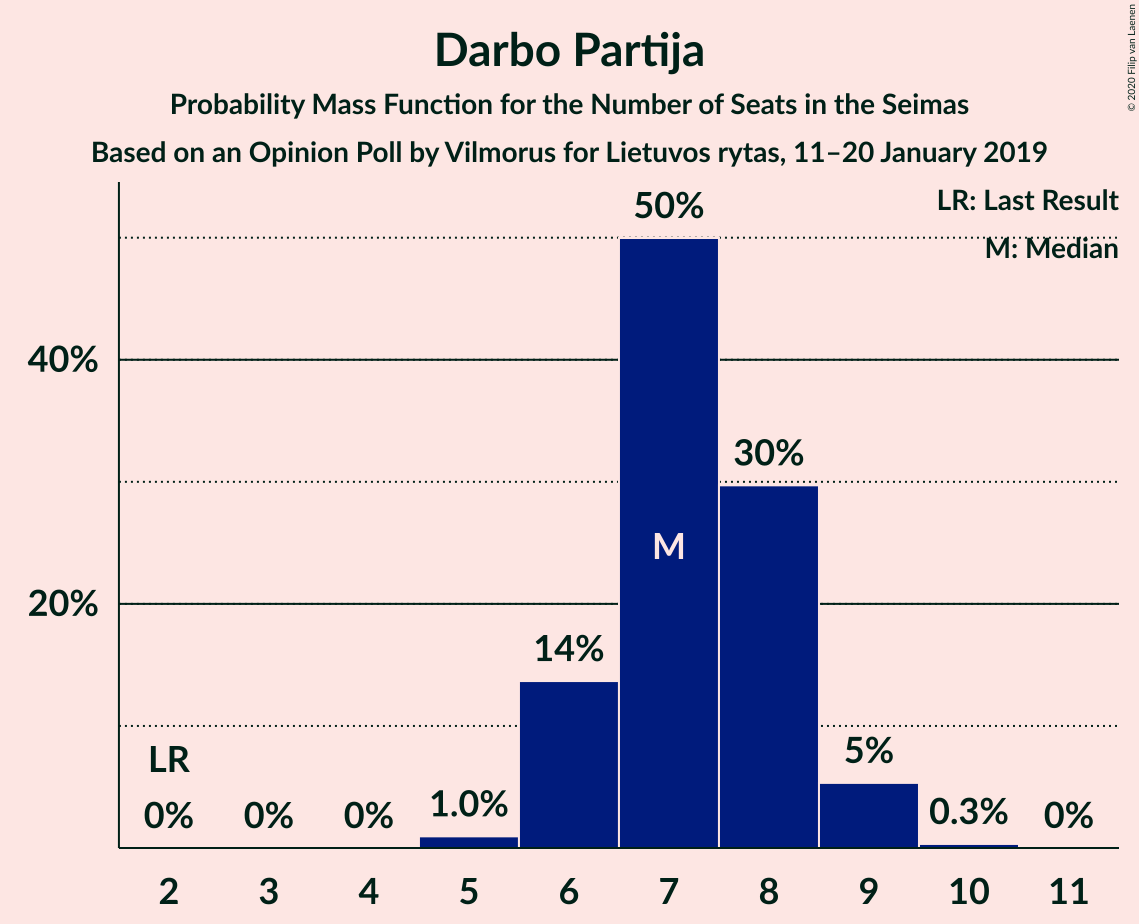 Darbo Partija
Probability Mass Function for the Number of Seats in the Seimas
Based on an Opinion Poll by Vilmorus for Lietuvos rytas, 11–20 January 2019
© 2020 Filip van Laenen
LR: Last Result
M: Median
50%
40%
30%
M
20%
14%
LR
5%
0% 0% 0% 1.0% 0.3% 0%
2 3 4 5 6 7 8 9 10 11